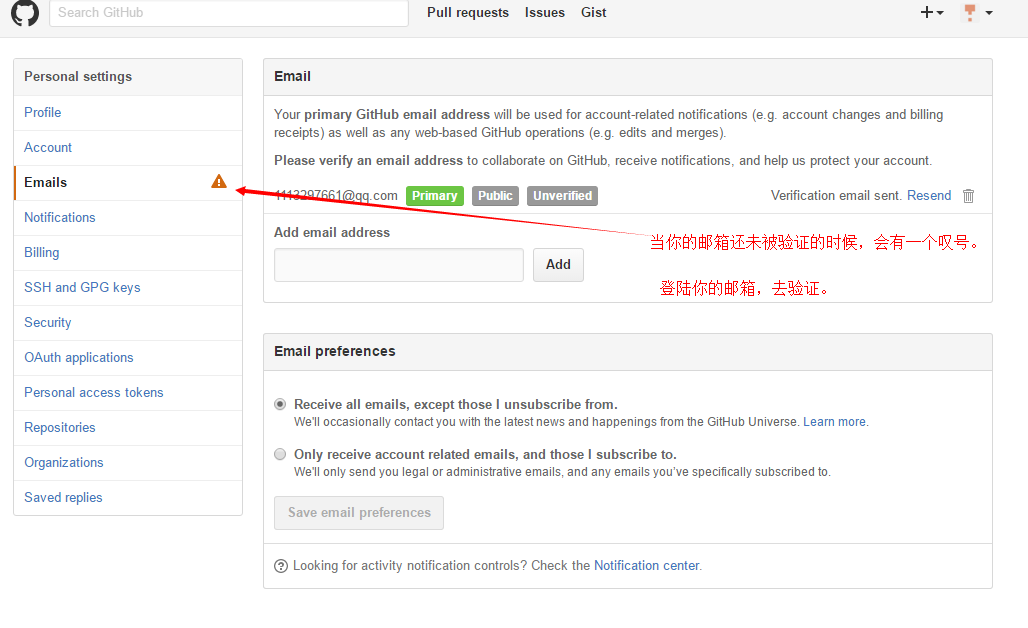 Search GitHub
Pull requests Issues Gist
Personal settings
Profile
Account
Emails
Notifications
Billing
SSH and GPG keys
Security
OAuth applications
Personal access tokens
Repositories
Organizations
Saved replies
Email
Your primary GitHub email address will be used for account-related notifications (e.g. account changes and billing
receipts) as well as any web-based GitHub operations (e.g. edits and merges).
Please verify an email address to collaborate on GitHub, receive notifications, and help us protect your account.
1113297661@qq.com Primary Public Unverified Verification email sent. Resend
Add email address
当你的邮箱还未被验证的时候，会有一个叹号。
Add
登陆你的邮箱，去验证。
Email preferences
Receive all emails, except those I unsubscribe from.
We'll occasionally contact you with the latest news and happenings from the GitHub Universe. Learn more.
Only receive account related emails, and those I subscribe to.
We'll only send you legal or administrative emails, and any emails you've specifically subscribed to.
Save email preferences
Looking for activity notification controls? Check the Notification center.